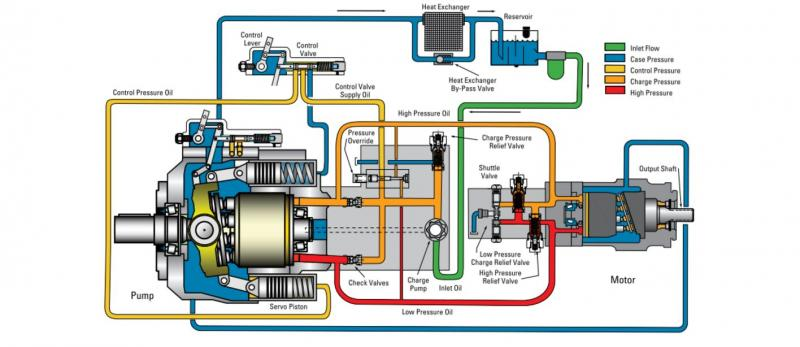 Heat Exchanger
Reservoir
Control
Lever
Control
Valve
Heat Exchanger
By-Pass Valve
Inlet Flow
Case Pressure
Control Pressure
Charge Pressure
High Pressure
Control Pressure Oil
Control Valve
Supply Oil
High Pressure Oil
Pressure
Override
Charge Pressure
Relief Valve
Shuttle
Valve
Output Shaft
Low Pressure
Charge Relief Valve
High Pressure
Relief Valve
Motor
Pump
Servo Piston
Check Valves
Charge
Pump
Inlet Oil
Low Pressure Oil